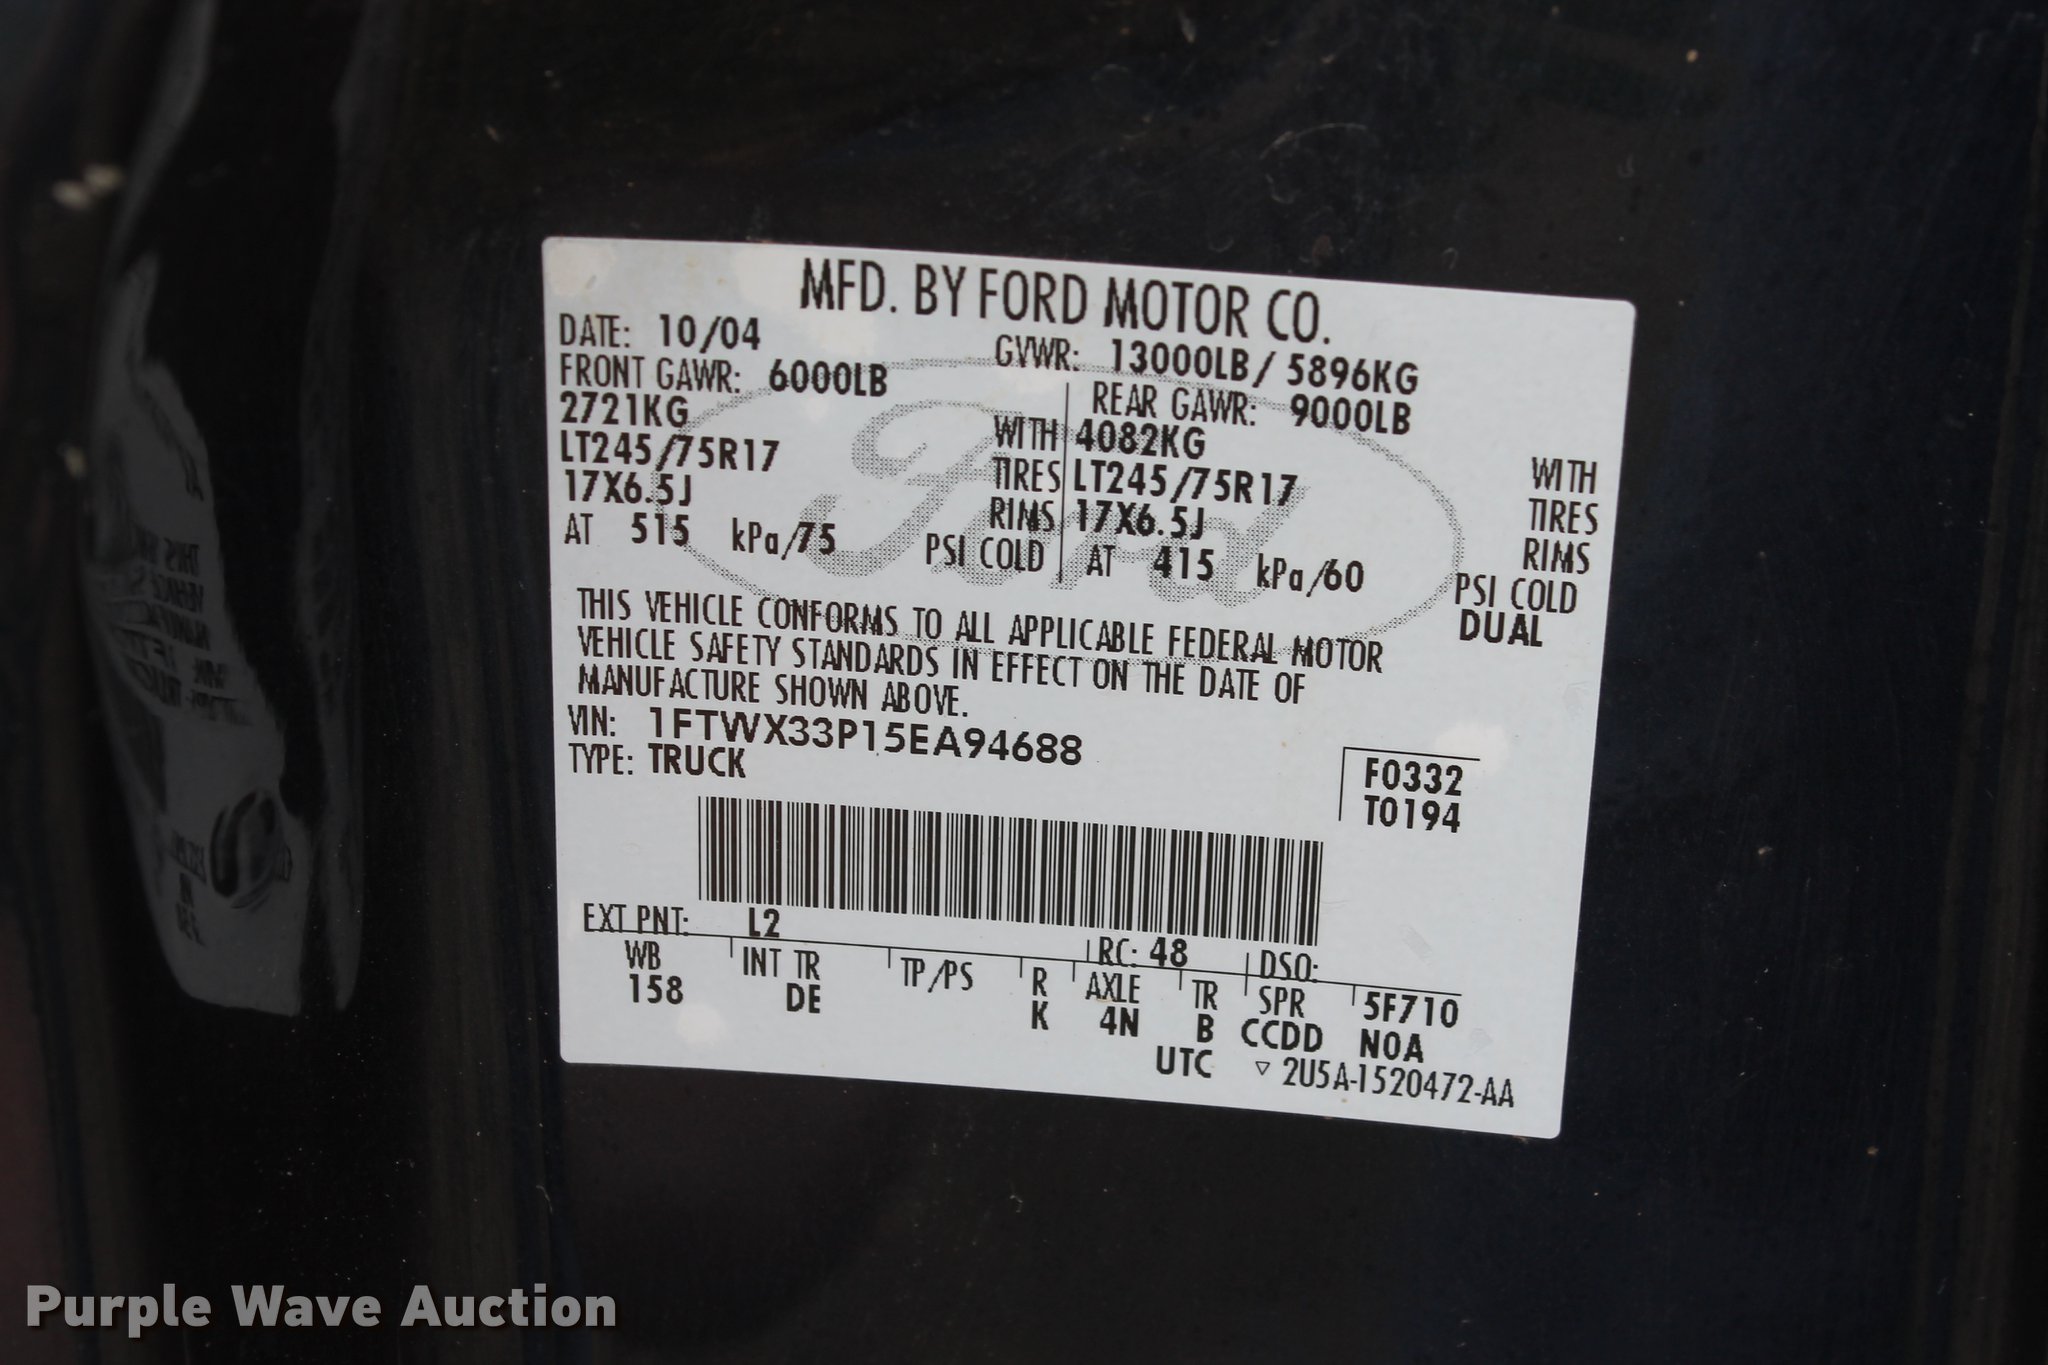 MFD. BY FORD MOTOR CO.
DATE: 10/04 GVWR: 13000LB/ 5896KG
FRONT GAWR: 6000LB REAR GAWR: 9000LB
2721KG WITH 4082KG WITH
LT245/75R17 TIRES LT245/75R17 TIRES
17X6.5J RIMS 17X6.5J RIMS
AT 515 kPa/75 PSI COLD AT 415 kPa/60 PSI COLD
DUAL
Ford
THIS VEHICLE CONFORMS TO ALL APPLICABLE FEDERAL MOTOR
VEHICLE SAFETY STANDARDS IN EFFECT ON THE DATE OF
MANUFACTURE SHOWN ABOVE.
VIN: 1FTWX33P15EA94688
TYPE: TRUCK
F0332
T0194
EXT PNT: L2 RC: 48 DSO:
WB INT TR TP/PS R AXLE TR SPR 5F710
158 DE K 4N B CCDD N0A
UTC ▽ 2U5A-1520472-AA
Purple Wave Auction